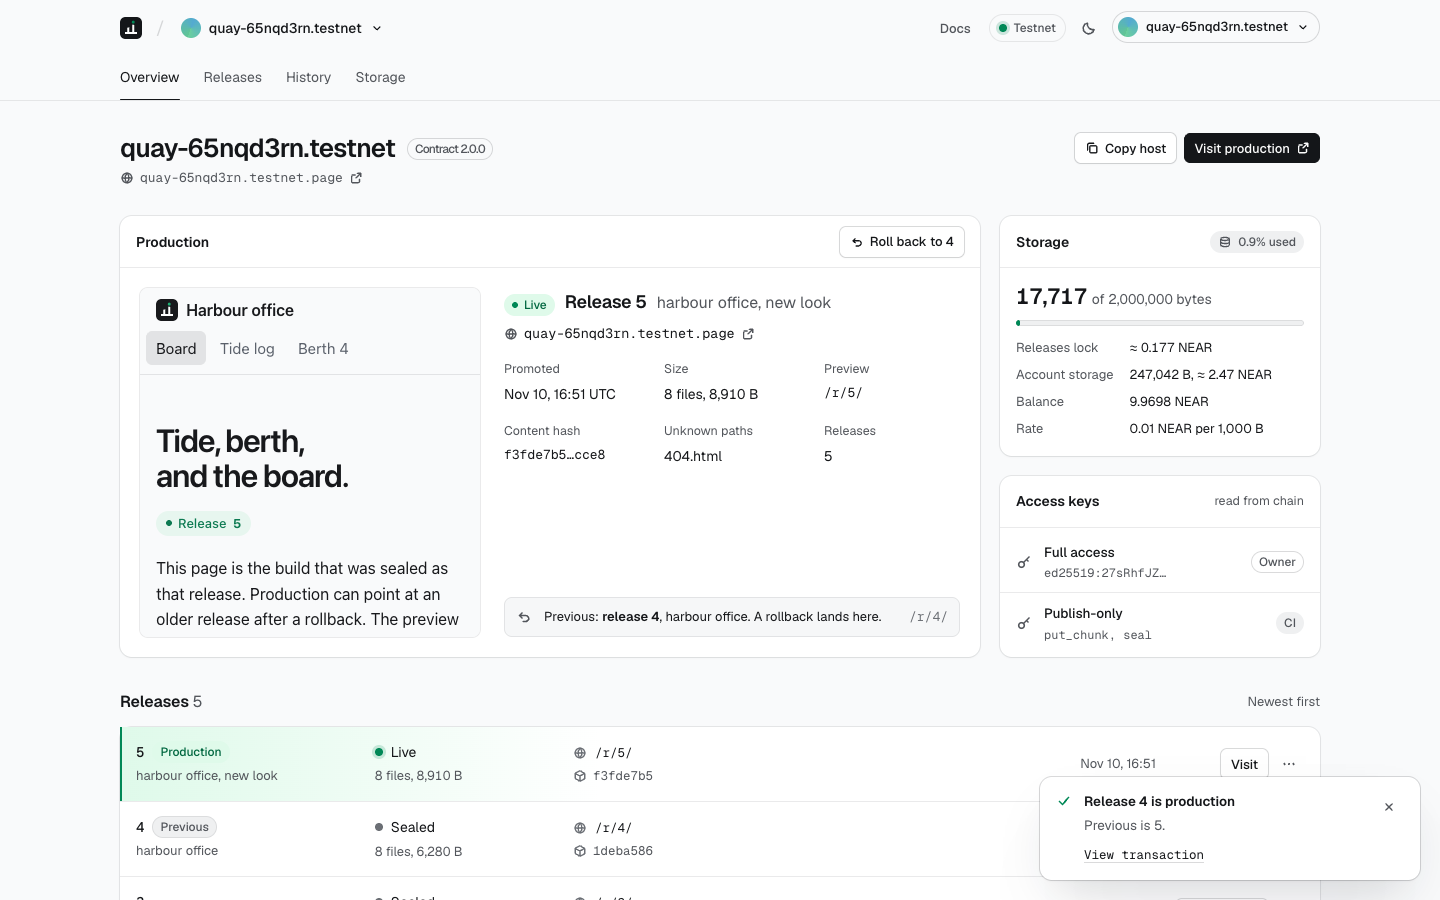 quay-65nqd3rn.testnet
Docs
Testnet
quay-65nqd3rn.testnet
Overview
Releases
History
Storage
quay-65nqd3rn.testnet
Contract 2.0.0
quay-65nqd3rn.testnet.page
Copy host
Visit production
Production
Roll back to 4
Harbour office
Board
Tide log
Berth 4
Tide, berth,
and the board.
Release 5
This page is the build that was sealed as
that release. Production can point at an
older release after a rollback. The preview
Live
Release 5
harbour office, new look
quay-65nqd3rn.testnet.page
Promoted
Size
Preview
Nov 10, 16:51 UTC
8 files, 8,910 B
/r/5/
Content hash
Unknown paths
Releases
f3fde7b5…cce8
404.html
5
Previous: release 4, harbour office. A rollback lands here.
/r/4/
Storage
0.9% used
17,717 of 2,000,000 bytes
Releases lock
≈ 0.177 NEAR
Account storage
247,042 B, ≈ 2.47 NEAR
Balance
9.9698 NEAR
Rate
0.01 NEAR per 1,000 B
Access keys
read from chain
Full access
ed25519:27sRhfJZ…
Owner
Publish-only
put_chunk, seal
CI
Releases 5
Newest first
5
Production
harbour office, new look
Live
8 files, 8,910 B
/r/5/
f3fde7b5
Nov 10, 16:51
Visit
4
Previous
harbour office
Sealed
8 files, 6,280 B
/r/4/
1deba586
Release 4 is production
Previous is 5.
View transaction